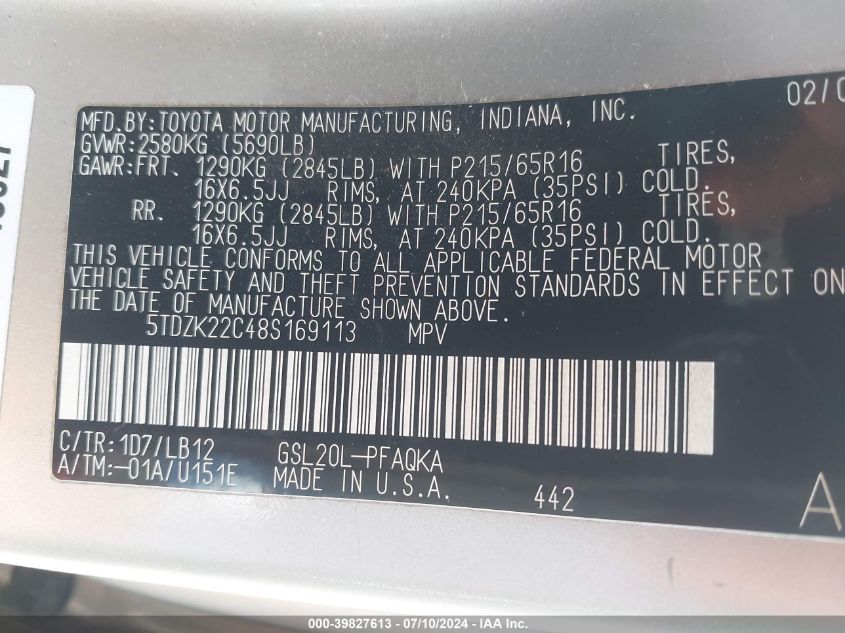 02/0
MFD.BY:TOYOTA MOTOR MANUFACTURING, INDIANA, INC.
GVWR:2580KG (5690LB)
GAWR:FRT. 1290KG (2845LB) WITH P215/65R16 TIRES,
16X6.5JJ RIMS, AT 240KPA (35PSI) COLD.
RR. 1290KG (2845LB) WITH P215/65R16 TIRES,
16X6.5JJ RIMS, AT 240KPA (35PSI) COLD.
THIS VEHICLE CONFORMS TO ALL APPLICABLE FEDERAL MOTOR
VEHICLE SAFETY AND THEFT PREVENTION STANDARDS IN EFFECT ON
THE DATE OF MANUFACTURE SHOWN ABOVE.
5TDZK22C48S169113 MPV
C/TR:1D7/LB12 GSL20L-PFAQKA
A/TM:-01A/U151E MADE IN U.S.A. 442 A
000-39827613 - 07/10/2024 - IAA Inc.